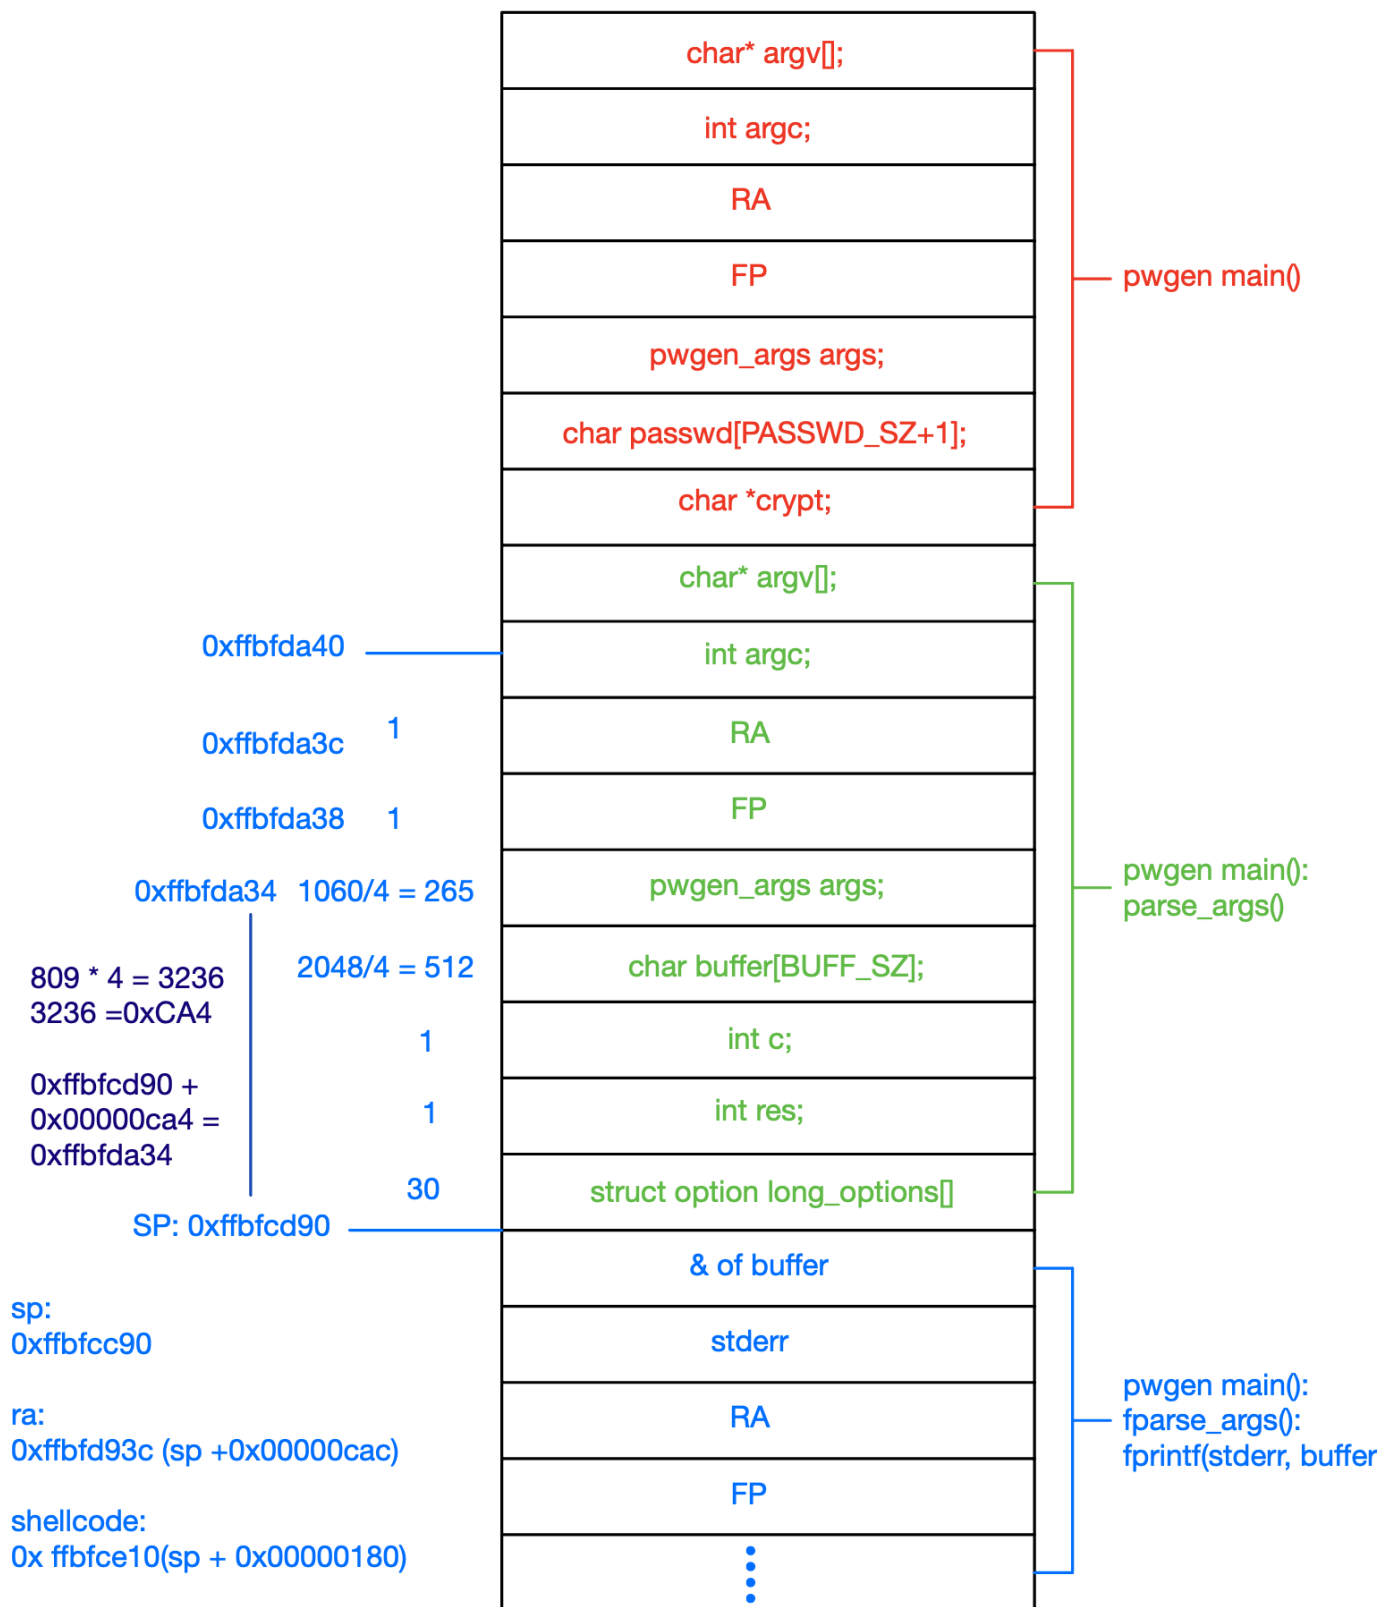 char* argv[];
int argc;
RA
FP
pwgen_args args;
char passwd[PASSWD_SZ+1];
char *crypt;
pwgen main()
char* argv[];
0xffbfda40
int argc;
0xffbfda3c
1
RA
0xffbfda38
1
FP
0xffbfda34
1060/4 = 265
pwgen_args args;
2048/4 = 512
char buffer[BUFF_SZ];
1
int c;
1
int res;
30
struct option long_options[]
pwgen main():
parse_args()
809 * 4 = 3236
3236 =0xCA4
0xffbfcd90 +
0x00000ca4 =
0xffbfda34
SP: 0xffbfcd90
& of buffer
stderr
RA
FP
pwgen main():
fparse_args():
fprintf(stderr, buffer
sp:
0xffbfcc90
ra:
0xffbfd93c (sp +0x00000cac)
shellcode:
0x ffbfce10(sp + 0x00000180)